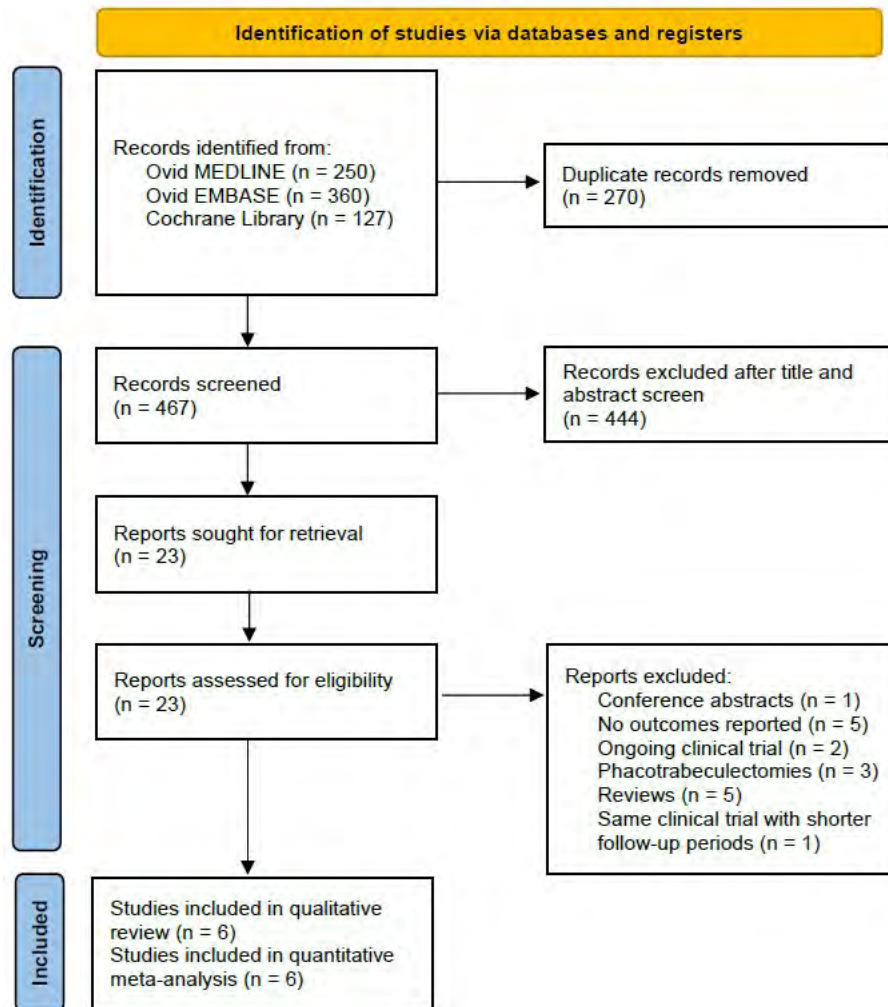 Identification of studies via databases and registers
Identification
Records identified from:
Ovid MEDLINE (n = 250)
Ovid EMBASE (n = 360)
Cochrane Library (n = 127)
Duplicate records removed
(n = 270)
Screening
Records screened
(n = 467)
Records excluded after title and
abstract screen
(n = 444)
Reports sought for retrieval
(n = 23)
Reports assessed for eligibility
(n = 23)
Reports excluded:
Conference abstracts (n = 1)
No outcomes reported (n = 5)
Ongoing clinical trial (n = 2)
Phacotrabeculectomies (n = 3)
Reviews (n = 5)
Same clinical trial with shorter
follow-up periods (n = 1)
Included
Studies included in qualitative
review (n = 6)
Studies included in quantitative
meta-analysis (n = 6)